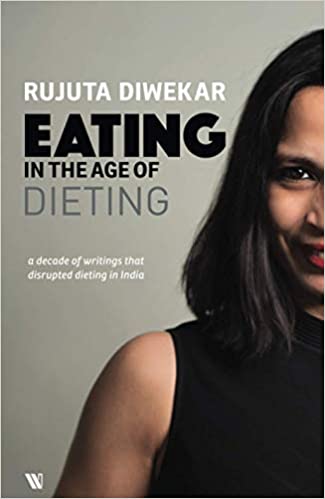 RUJUTA DIWEKAR
EATING
IN THE AGE OF
DIETING
a decade of writings that
disrupted dieting in India
W